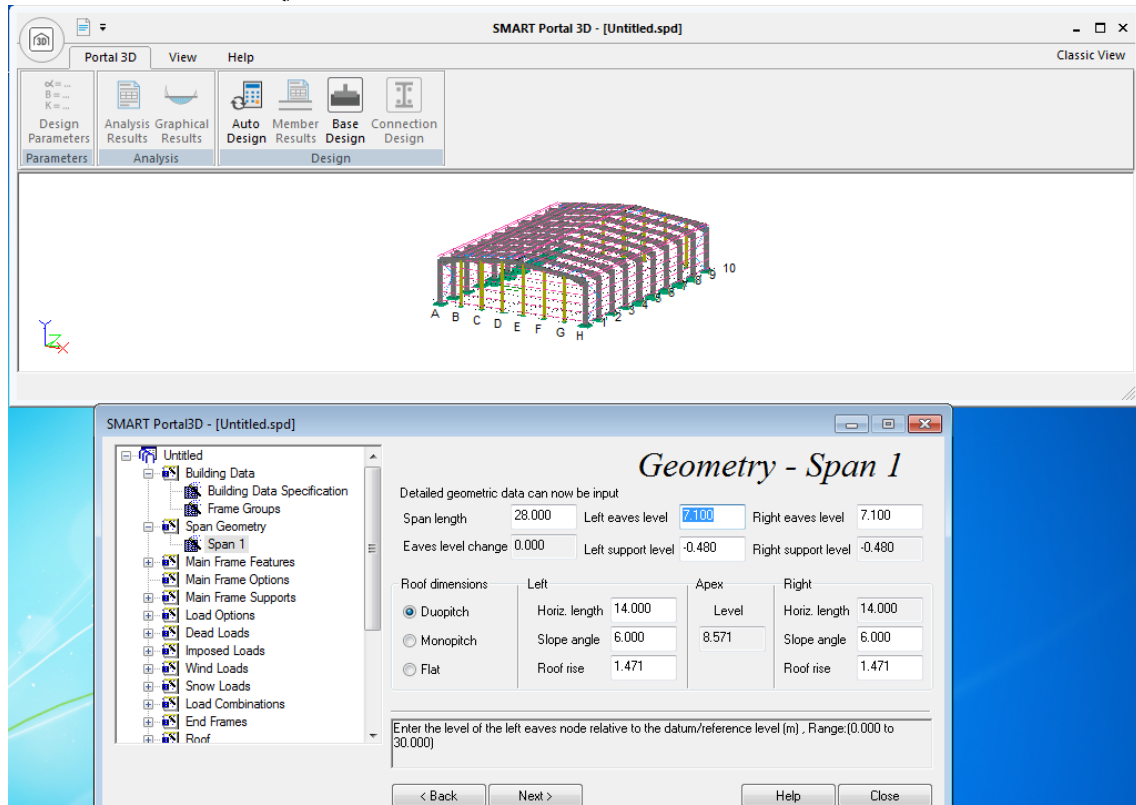 SMART Portal 3D - [Untitled.spd]
3D
Portal 3D View Help Classic View
α= ...
B = ...
K = ...
Design Parameters
Analysis Results
Graphical Results
Auto Design
Member Results
Base Design
Connection Design
Parameters Analysis Design
A B C D E F G H
1 2 3 4 5 6 7 8 9 10
Y
Z X
SMART Portal3D - [Untitled.spd]
Untitled
Building Data
Building Data Specification
Frame Groups
Span Geometry
Span 1
Main Frame Features
Main Frame Options
Main Frame Supports
Load Options
Dead Loads
Imposed Loads
Wind Loads
Snow Loads
Load Combinations
End Frames
Roof
Geometry - Span 1
Detailed geometric data can now be input
Span length 28.000 Left eaves level 7.100 Right eaves level 7.100
Eaves level change 0.000 Left support level -0.480 Right support level -0.480
Roof dimensions Left Apex Right
Duopitch Horiz. length 14.000 Level Horiz. length 14.000
Monopitch Slope angle 6.000 8.571 Slope angle 6.000
Flat Roof rise 1.471 Roof rise 1.471
Enter the level of the left eaves node relative to the datum/reference level (m) , Range:(0.000 to
30.000)
< Back Next > Help Close